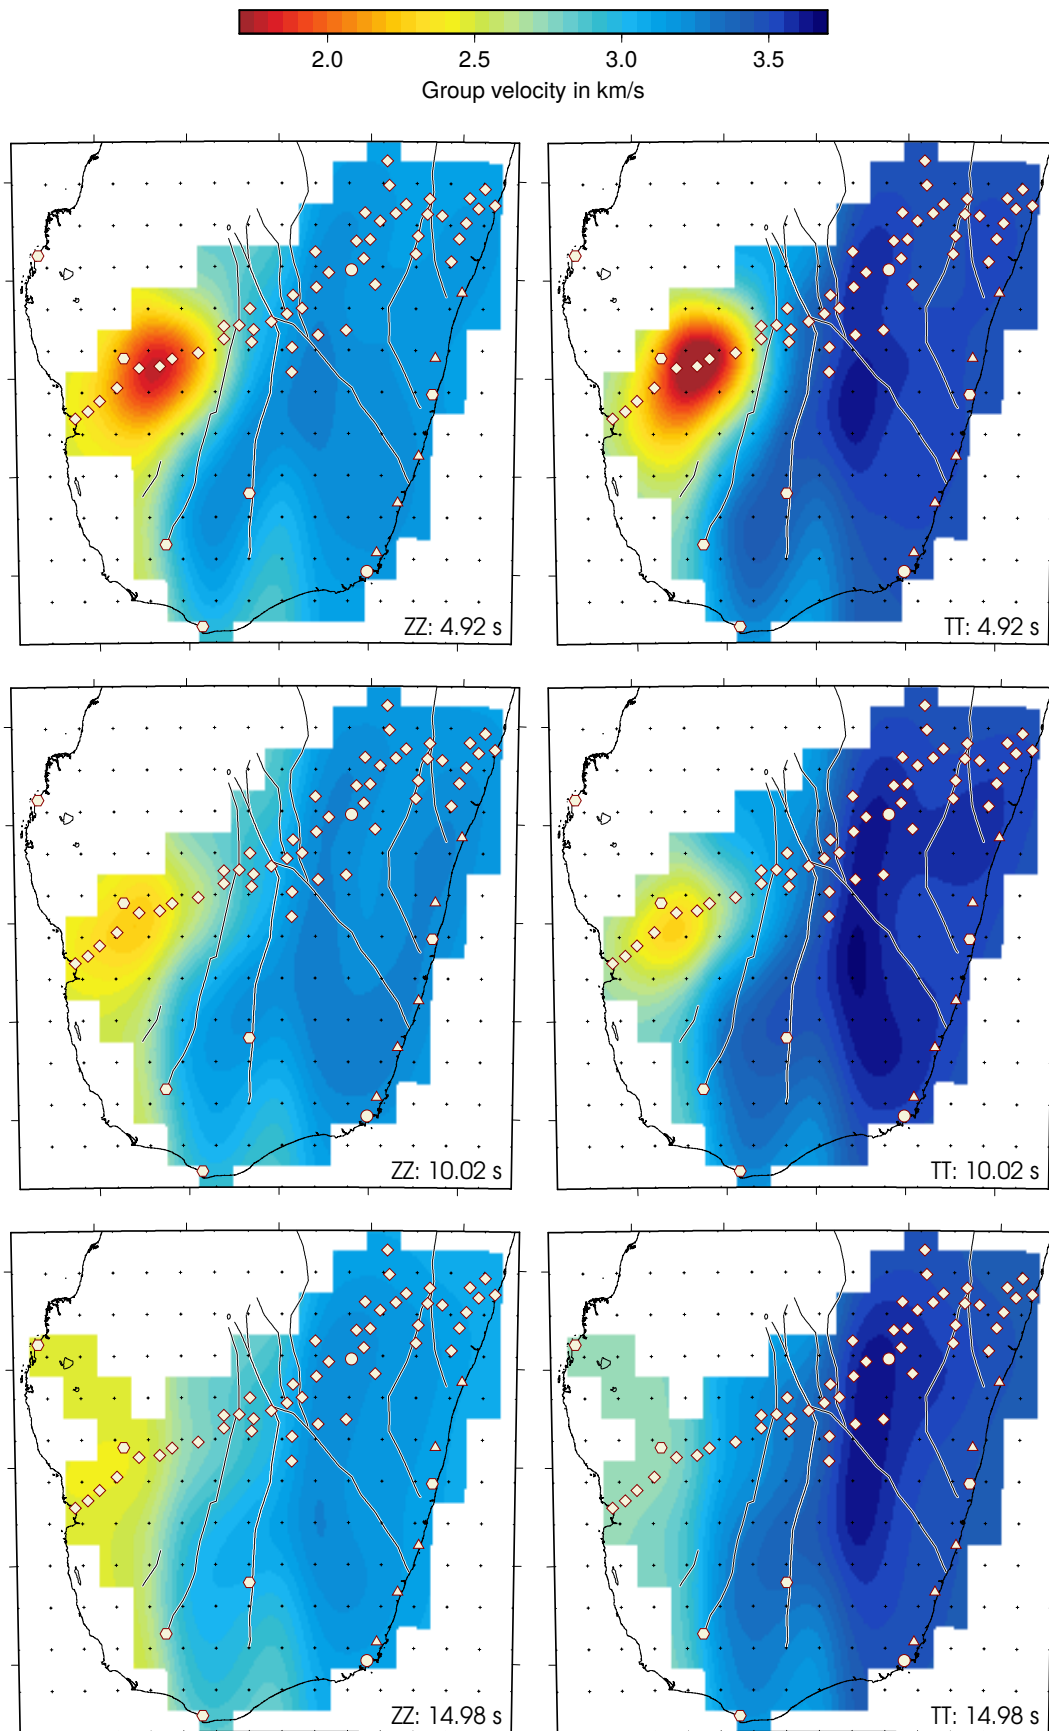 2.0 2.5 3.0 3.5
Group velocity in km/s
ZZ: 4.92 s
TT: 4.92 s
ZZ: 10.02 s
TT: 10.02 s
ZZ: 14.98 s
TT: 14.98 s